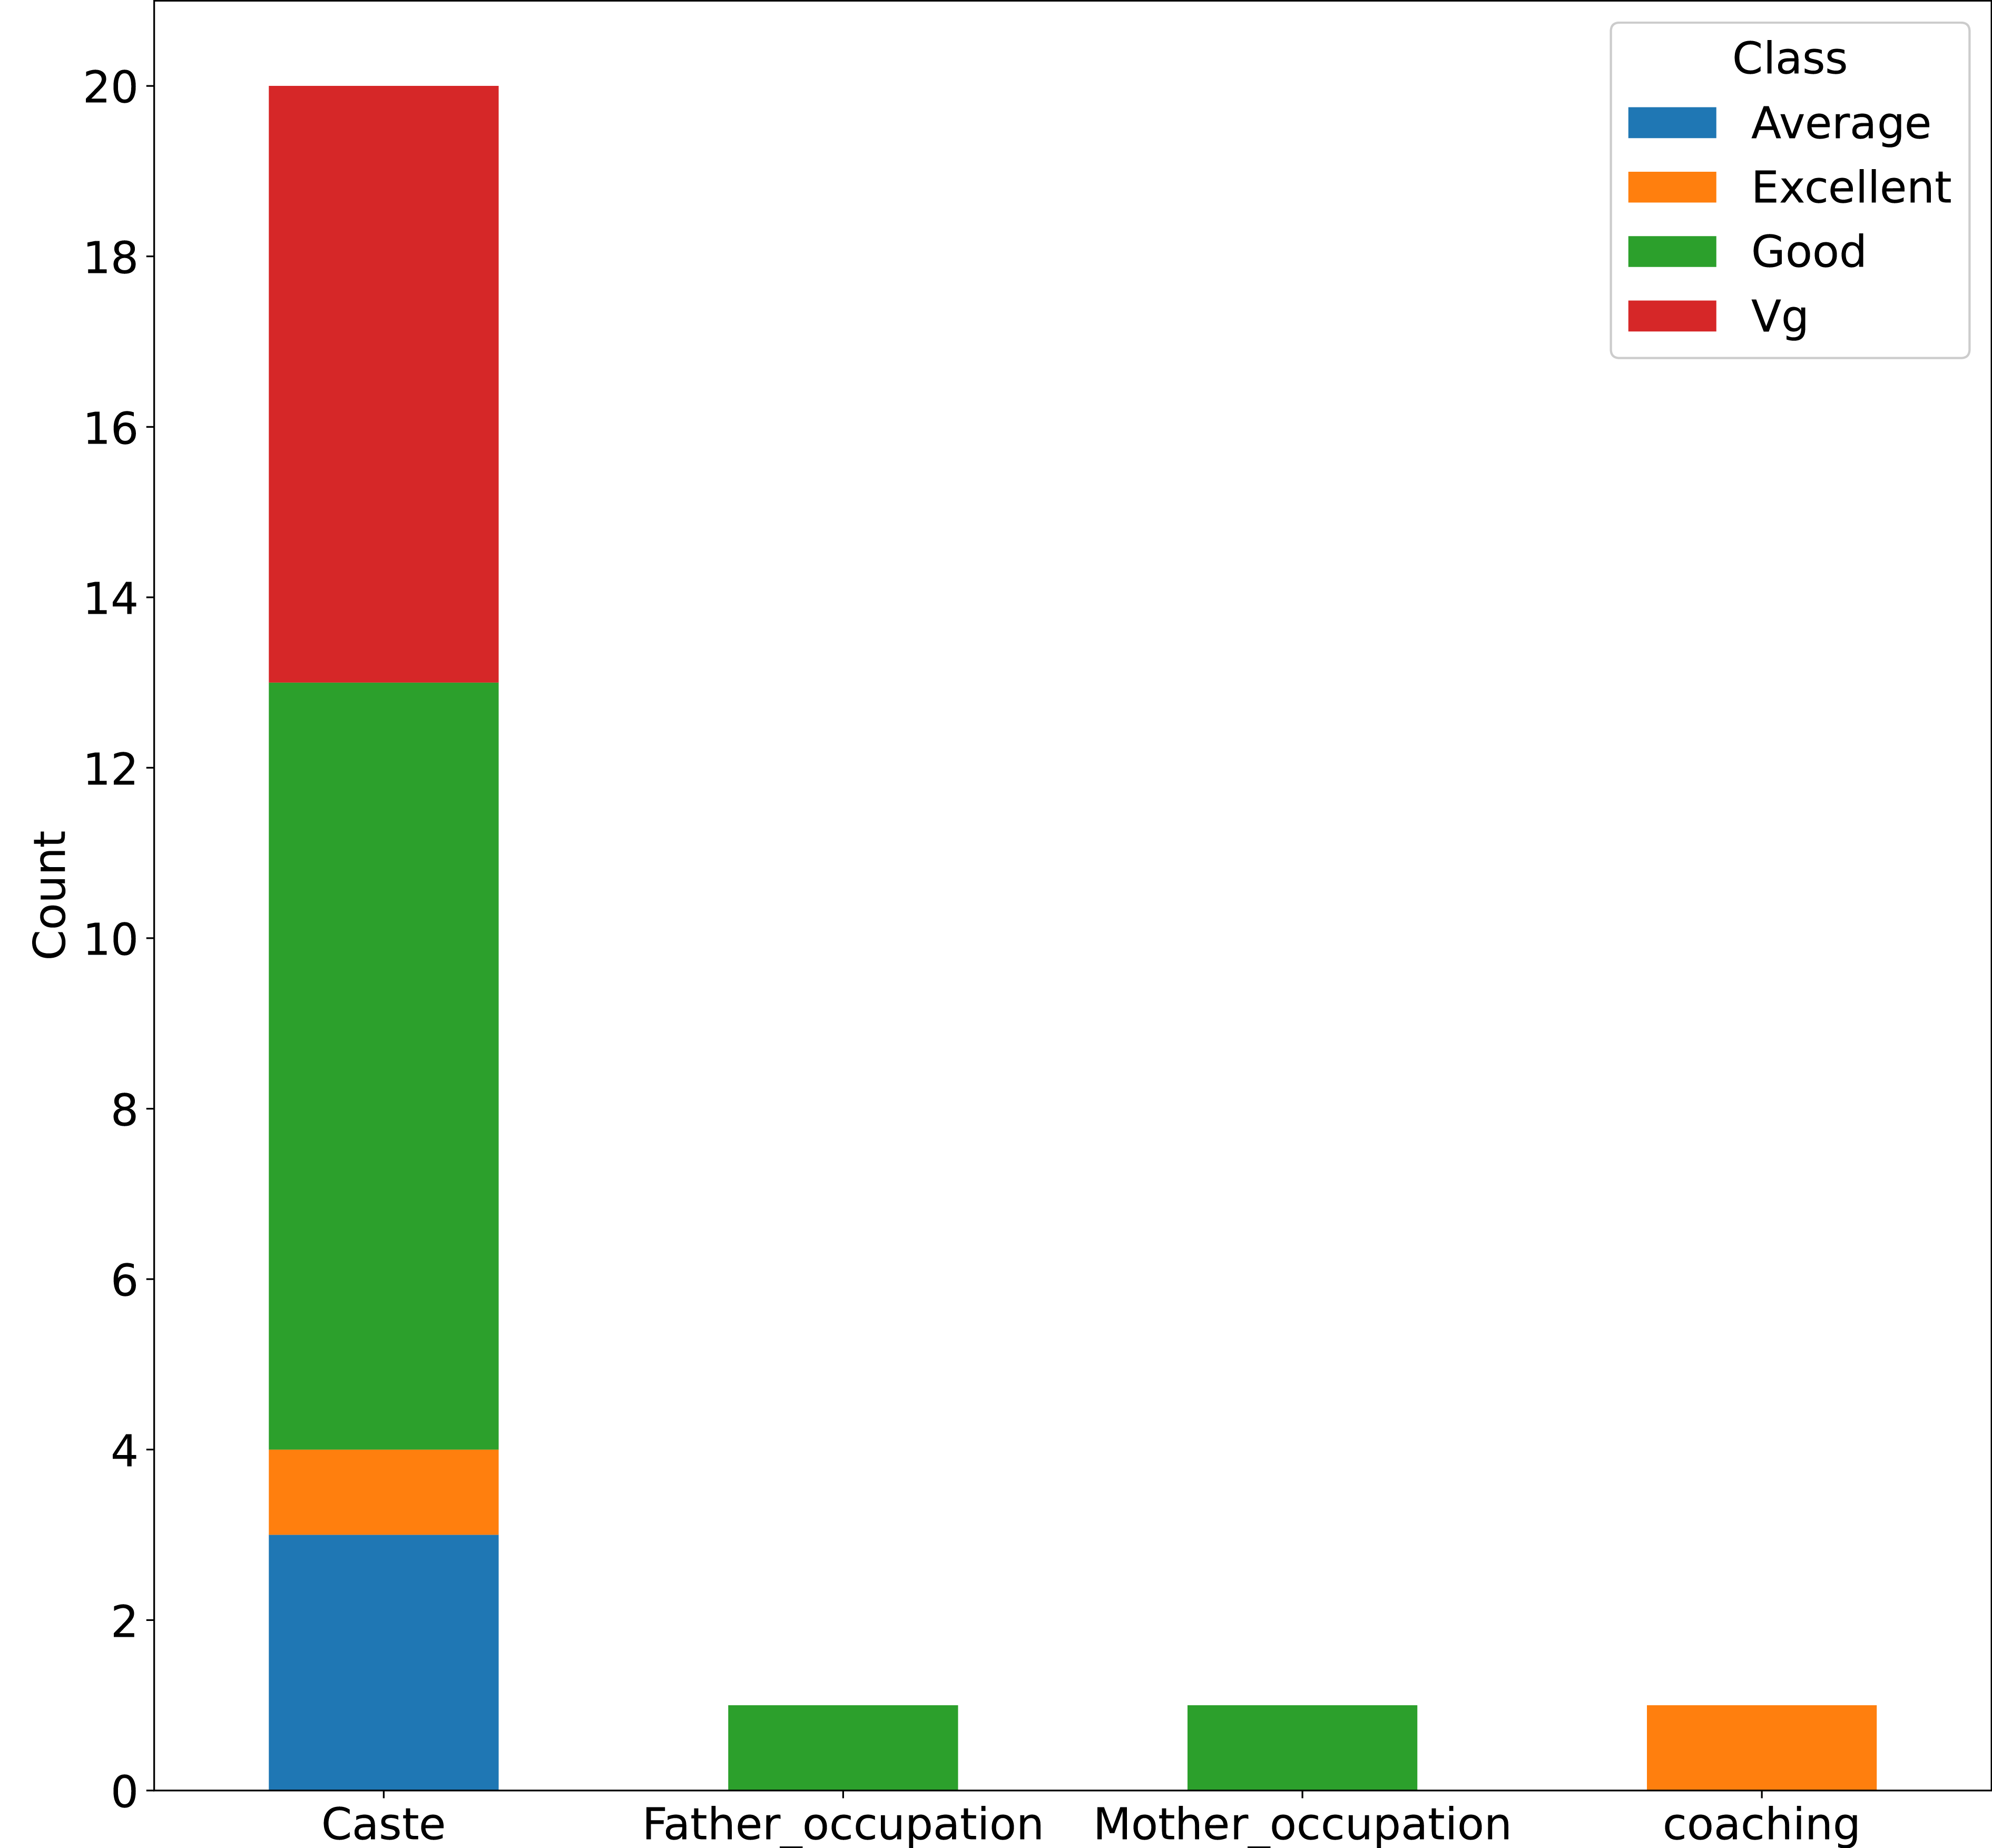 Class
Average
Excellent
Good
Vg
Count
20
18
16
14
12
10
8
6
4
2
0
Caste Father_occupation Mother_occupation coaching